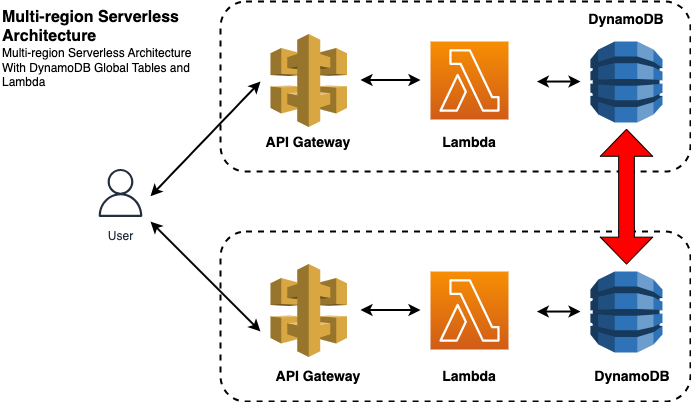 Multi-region Serverless
Architecture
Multi-region Serverless Architecture
With DynamoDB Global Tables and
Lambda
DynamoDB
API Gateway
Lambda
User
API Gateway
Lambda
DynamoDB